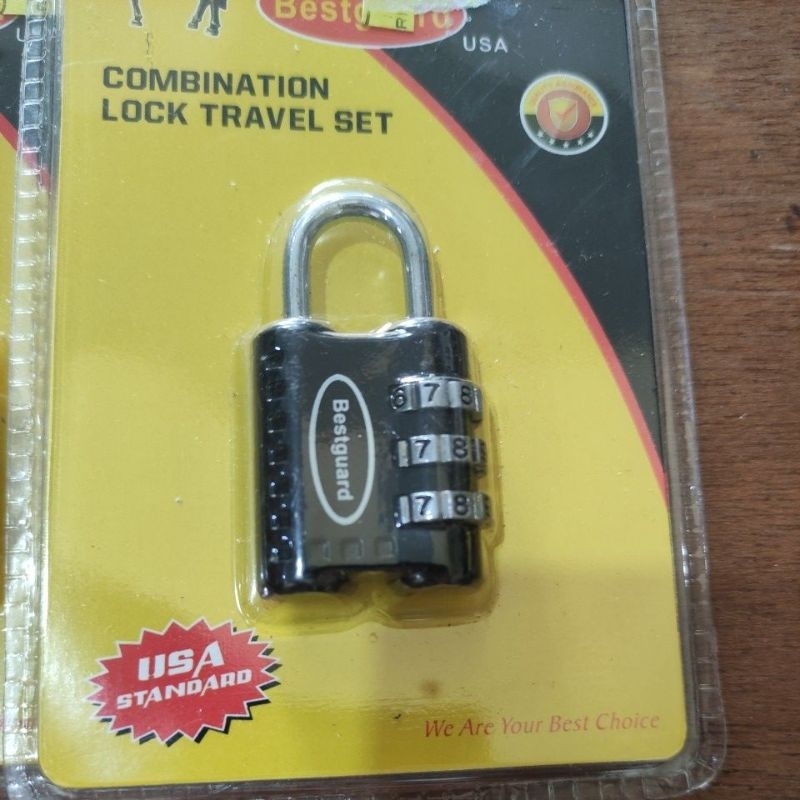 Bestguard
USA
COMBINATION
LOCK TRAVEL SET
Bestguard
6 7 8
7 8
7 8
USA
STANDARD
We Are Your Best Choice